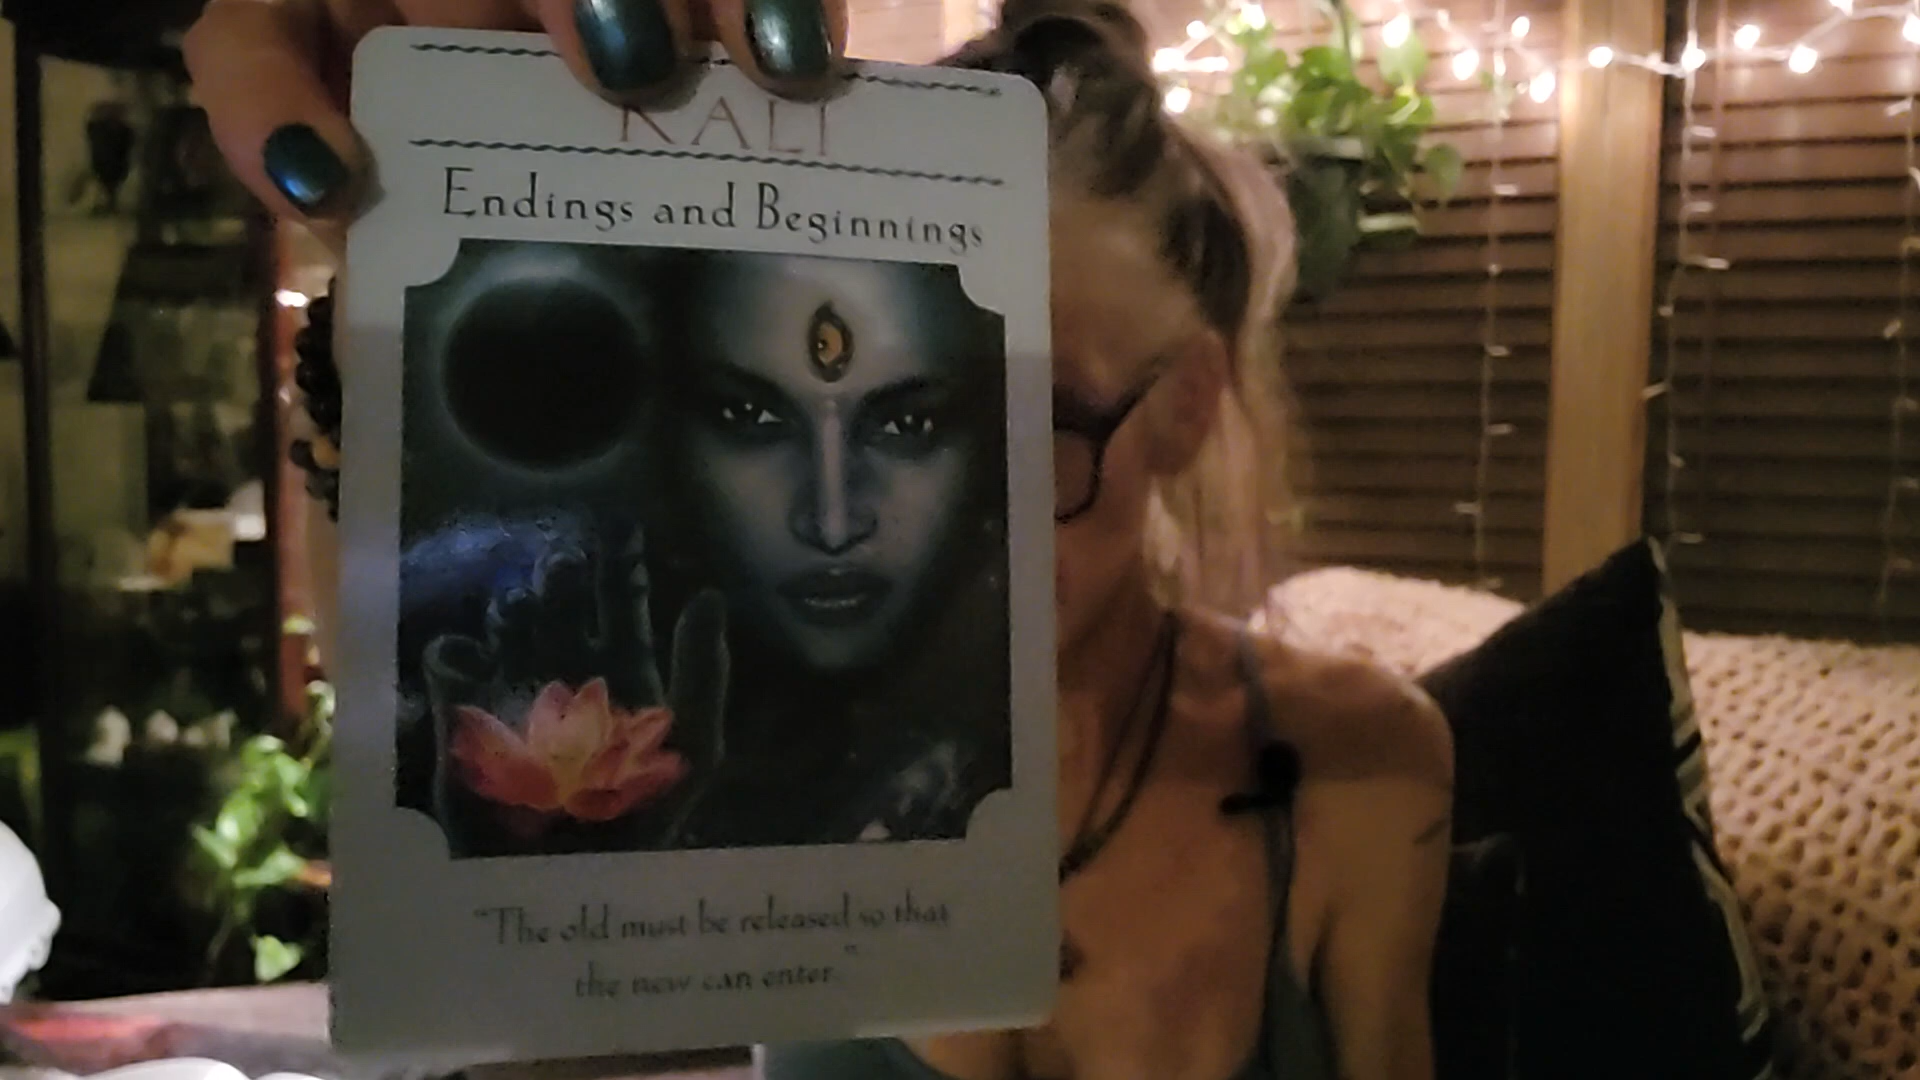 KALI
Endings and Beginnings
"The old must be released so that
the new can enter."